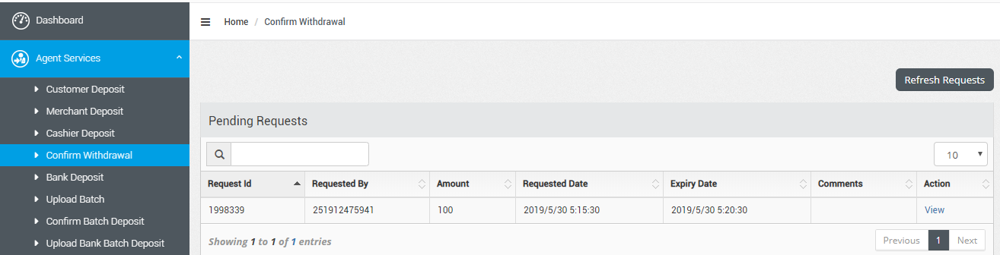 Dashboard
Home / Confirm Withdrawal
Agent Services
Customer Deposit
Merchant Deposit
Cashier Deposit
Confirm Withdrawal
Bank Deposit
Upload Batch
Confirm Batch Deposit
Upload Bank Batch Deposit
Refresh Requests
Pending Requests
10
Request Id Requested By Amount Requested Date Expiry Date Comments Action
1998339 251912475941 100 2019/5/30 5:15:30 2019/5/30 5:20:30 View
Showing 1 to 1 of 1 entries
Previous 1 Next